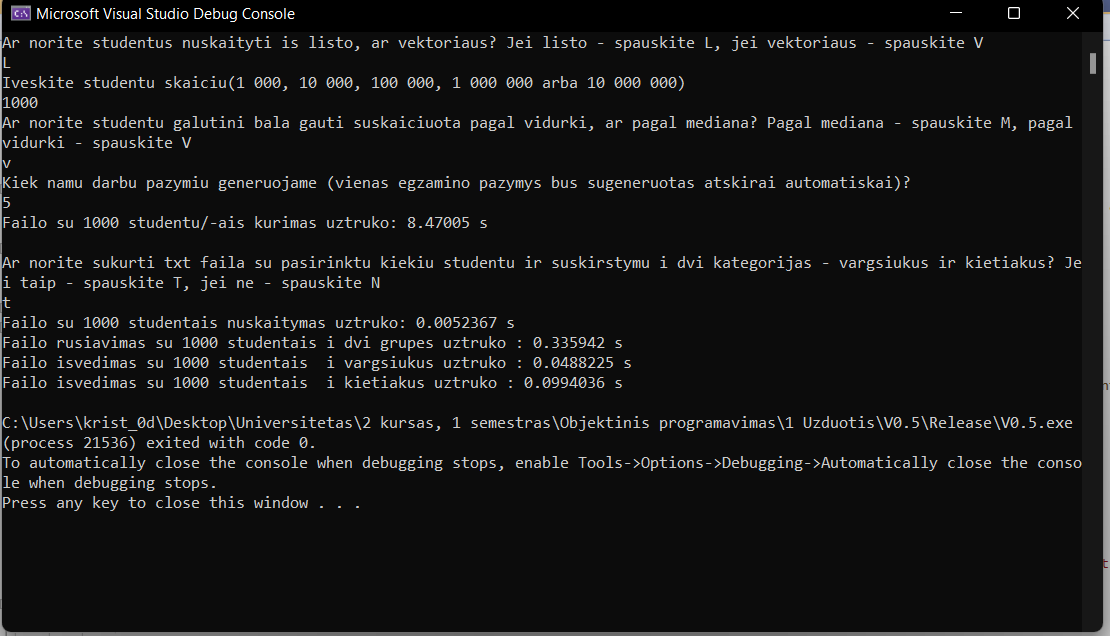 Microsoft Visual Studio Debug Console
Ar norite studentus nuskaityti is listo, ar vektoriaus? Jei listo - spauskite L, jei vektoriaus - spauskite V
L
Iveskite studentu skaiciu(1 000, 10 000, 100 000, 1 000 000 arba 10 000 000)
1000
Ar norite studentu galutini bala gauti suskaiciuota pagal vidurki, ar pagal mediana? Pagal mediana - spauskite M, pagal
vidurki - spauskite V
v
Kiek namu darbu pazymiu generuojame (vienas egzamino pazymys bus sugeneruotas atskirai automatiskai)?
5
Failo su 1000 studentu/-ais kurimas uztruko: 8.47005 s
Ar norite sukurti txt faila su pasirinktu kiekiu studentu ir suskirstymu i dvi kategorijas - vargsiukus ir kietiakus? Je
i taip - spauskite T, jei ne - spauskite N
t
Failo su 1000 studentais nuskaitymas uztruko: 0.0052367 s
Failo rusiavimas su 1000 studentais i dvi grupes uztruko : 0.335942 s
Failo isvedimas su 1000 studentais  i vargsiukus uztruko : 0.0488225 s
Failo isvedimas su 1000 studentais  i kietiakus uztruko : 0.0994036 s
C:\Users\krist_0d\Desktop\Universitetas\2 kursas, 1 semestras\Objektinis programavimas\1 Uzduotis\V0.5\Release\V0.5.exe
(process 21536) exited with code 0.
To automatically close the console when debugging stops, enable Tools->Options->Debugging->Automatically close the conso
le when debugging stops.
Press any key to close this window . . .